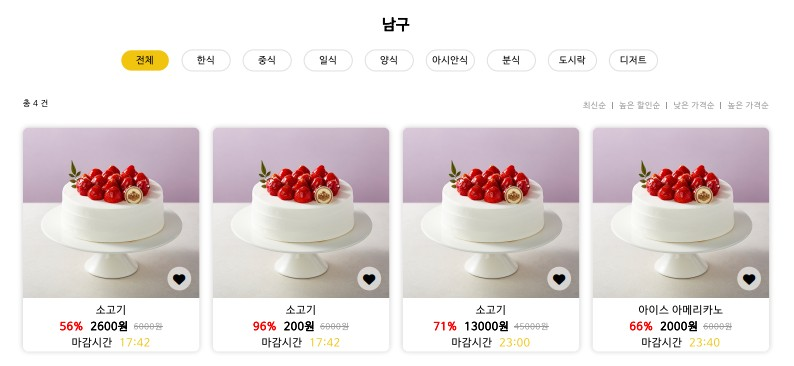 남구
전체 한식 중식 일식 양식 아시안식 분식 도시락 디저트
총 4 건
최신순 | 높은 할인순 | 낮은 가격순 | 높은 가격순
소고기
56% 2600원 6000원
마감시간 17:42
소고기
96% 200원 6000원
마감시간 17:42
소고기
71% 13000원 45000원
마감시간 23:00
아이스 아메리카노
66% 2000원 6000원
마감시간 23:40